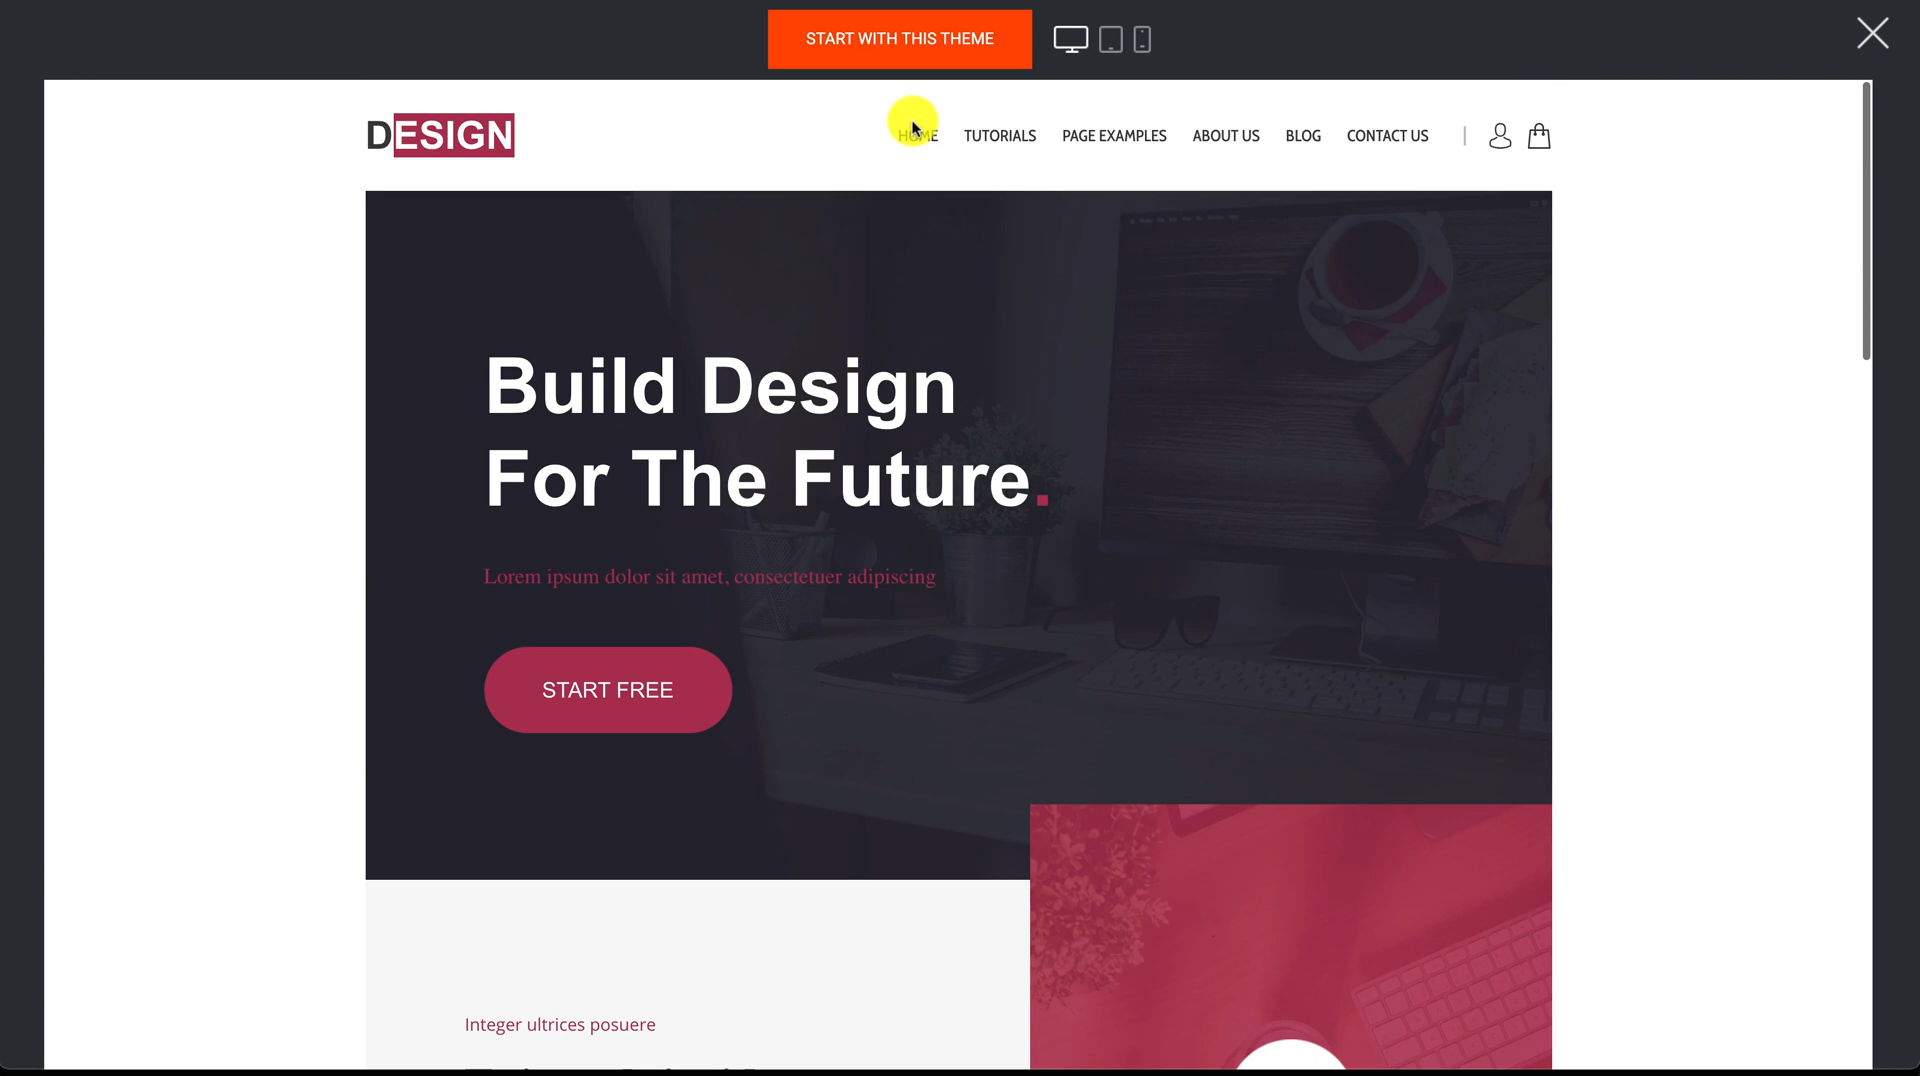 START WITH THIS THEME
DESIGN
HOME TUTORIALS PAGE EXAMPLES ABOUT US BLOG CONTACT US
Build Design
For The Future.
Lorem ipsum dolor sit amet, consectetuer adipiscing
START FREE
Integer ultrices posuere